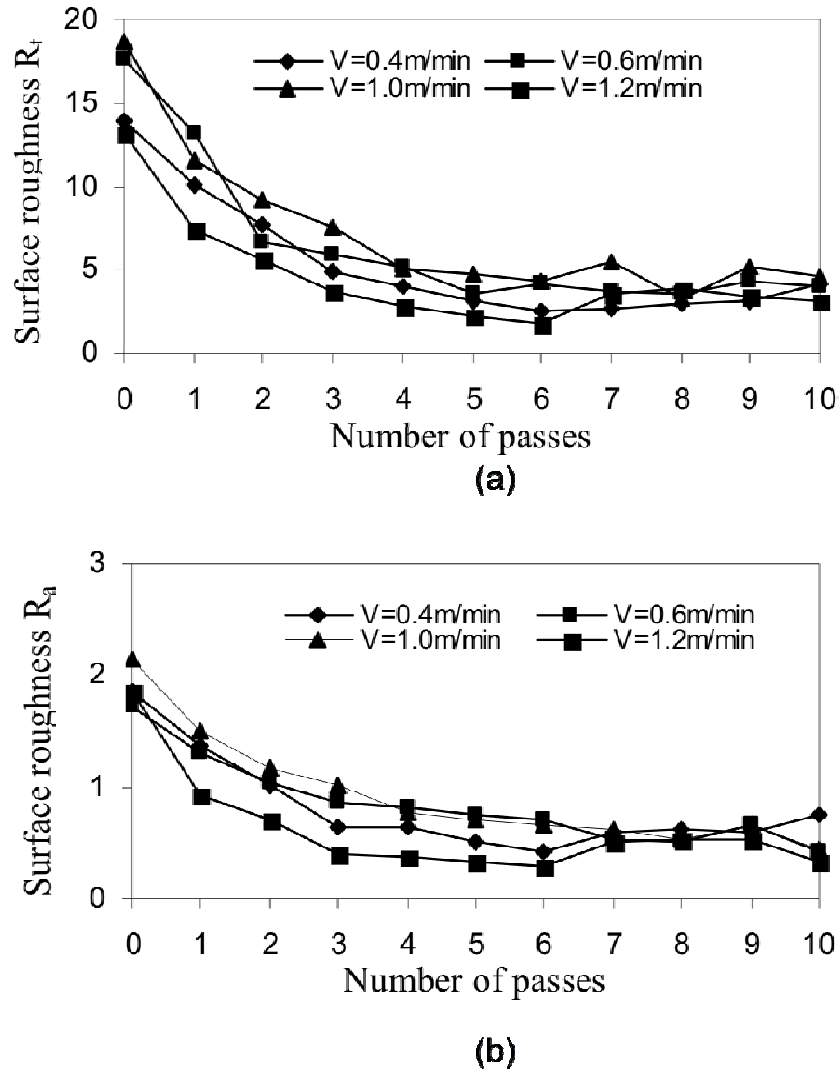 Surface roughness Rt
20
15
10
5
0
V=0.4m/min V=0.6m/min
V=1.0m/min V=1.2m/min
0 1 2 3 4 5 6 7 8 9 10
Number of passes
(a)
Surface roughness Ra
3
2
1
0
V=0.4m/min V=0.6m/min
V=1.0m/min V=1.2m/min
0 1 2 3 4 5 6 7 8 9 10
Number of passes
(b)